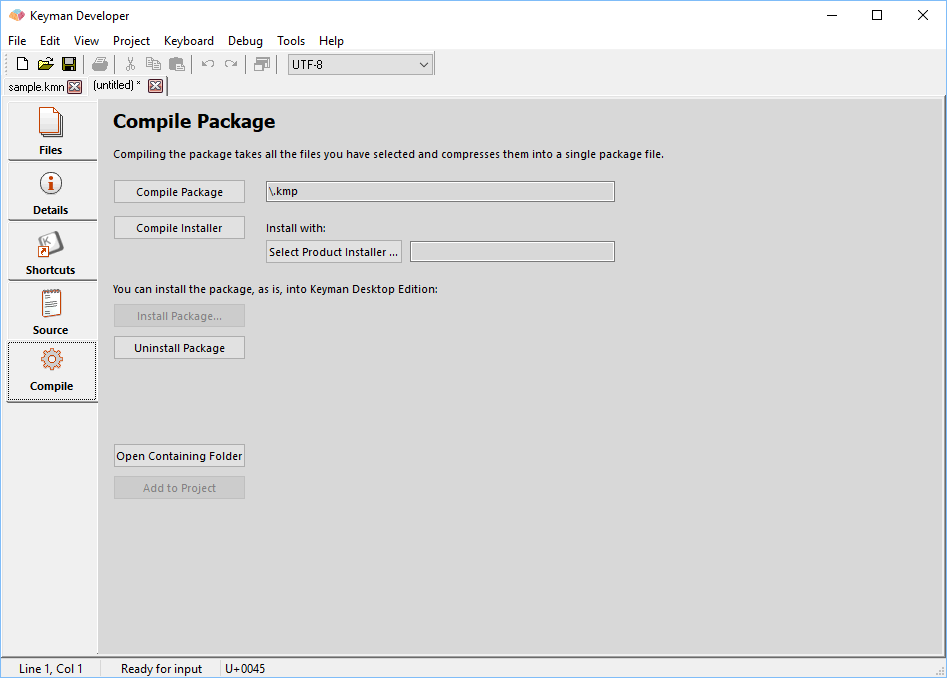 Keyman Developer
File Edit View Project Keyboard Debug Tools Help
UTF-8
sample.kmn (untitled) *
Files
Details
Shortcuts
Source
Compile
Compile Package
Compiling the package takes all the files you have selected and compresses them into a single package file.
Compile Package \.kmp
Compile Installer Install with:
Select Product Installer ...
You can install the package, as is, into Keyman Desktop Edition:
Install Package...
Uninstall Package
Open Containing Folder
Add to Project
Line 1, Col 1 Ready for input U+0045